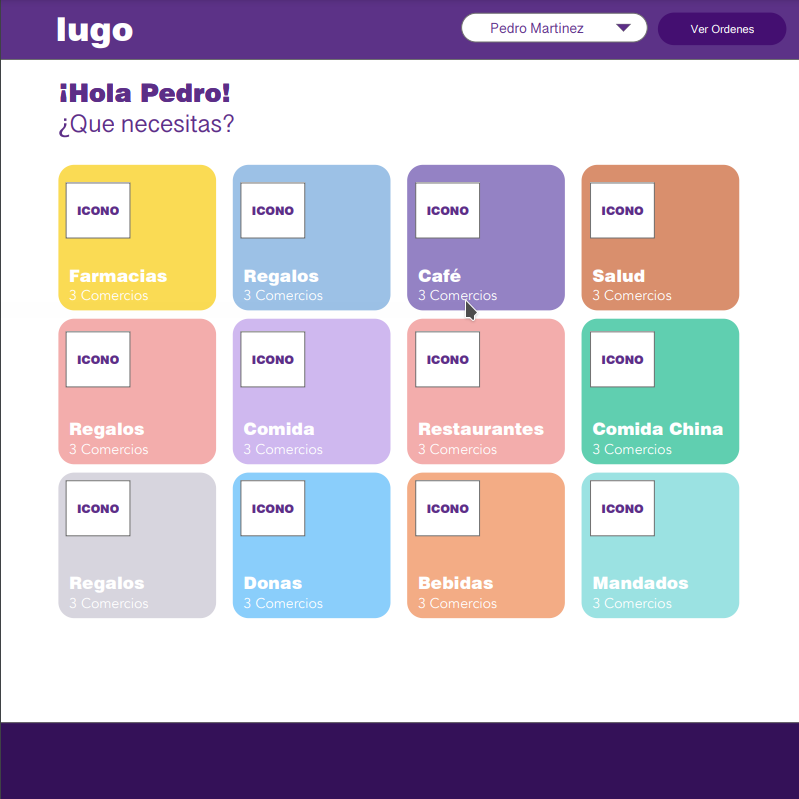 lugo
Pedro Martinez
Ver Ordenes
¡Hola Pedro!
¿Que necesitas?
ICONO
ICONO
ICONO
ICONO
Farmacias
Regalos
Café
Salud
3 Comercios
3 Comercios
3 Comercios
3 Comercios
ICONO
ICONO
ICONO
ICONO
Regalos
Comida
Restaurantes
Comida China
3 Comercios
3 Comercios
3 Comercios
3 Comercios
ICONO
ICONO
ICONO
ICONO
Regalos
Donas
Bebidas
Mandados
3 Comercios
3 Comercios
3 Comercios
3 Comercios